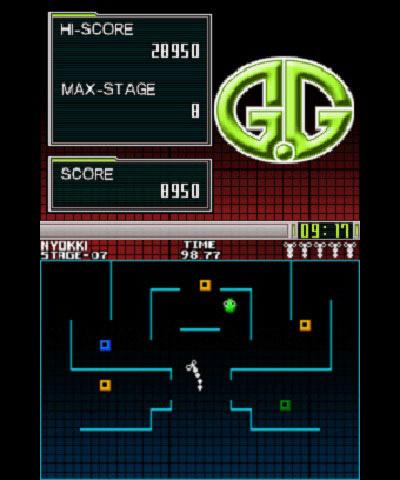 HI-SCORE
28950
MAX-STAGE
8
G.G
SCORE
8950
09:17
NYOKKI
STAGE-07
TIME
98.77